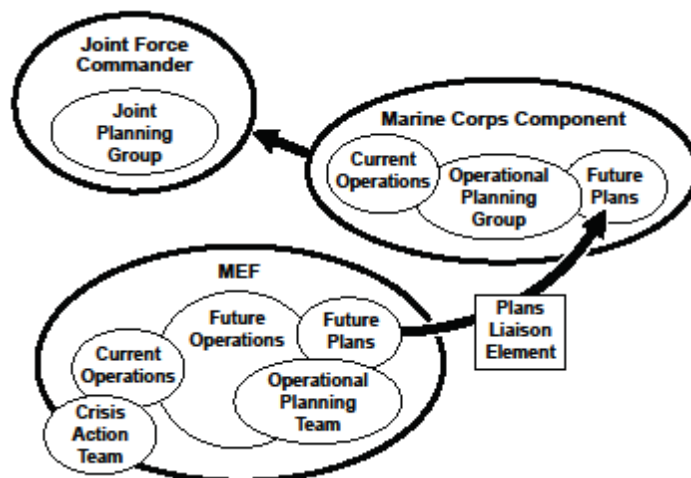 Joint Force
Commander
Joint
Planning
Group
Marine Corps Component
Current
Operations
Operational
Planning
Group
Future
Plans
MEF
Future
Operations
Future
Plans
Current
Operations
Operational
Planning
Team
Crisis
Action
Team
Plans
Liaison
Element